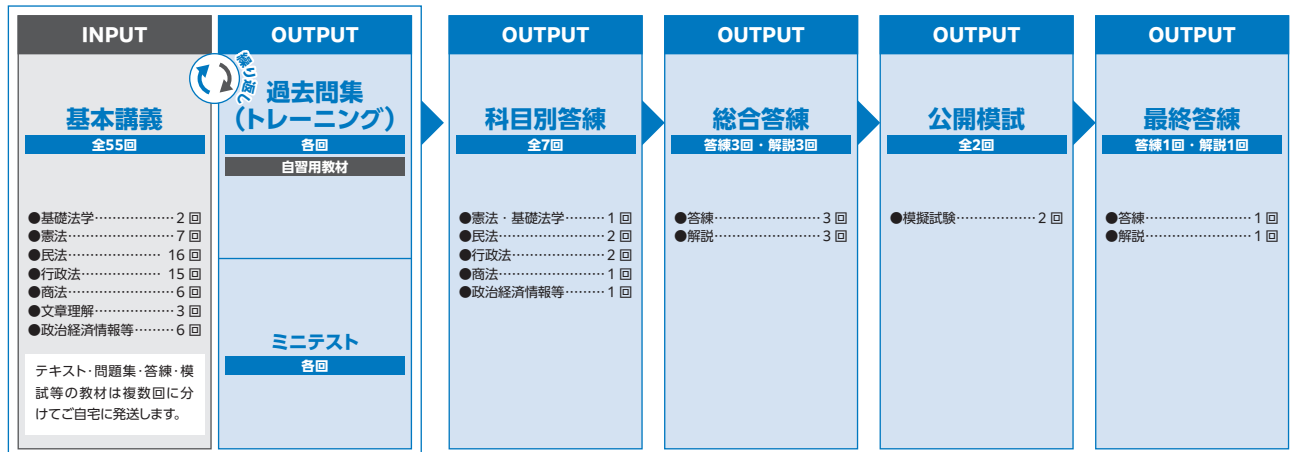 INPUT
基本講義
全55回
●基礎法学………………2 回
●憲法……………………7 回
●民法…………………… 16 回
●行政法………………… 15 回
●商法……………………6 回
●文章理解………………3 回
●政治経済情報等………6 回
テキスト・問題集・答練・模
試等の教材は複数回に分
けてご自宅に発送します。
繰り返し
OUTPUT
過去問集
（トレーニング）
各回
自習用教材
ミニテスト
各回
OUTPUT
科目別答練
全7回
●憲法・基礎法学………1 回
●民法……………………2 回
●行政法…………………2 回
●商法……………………1 回
●政治経済情報等………1 回
OUTPUT
総合答練
答練3回・解説3回
●答練……………………3 回
●解説……………………3 回
OUTPUT
公開模試
全2回
●模擬試験………………2 回
OUTPUT
最終答練
答練1回・解説1回
●答練……………………1 回
●解説……………………1 回